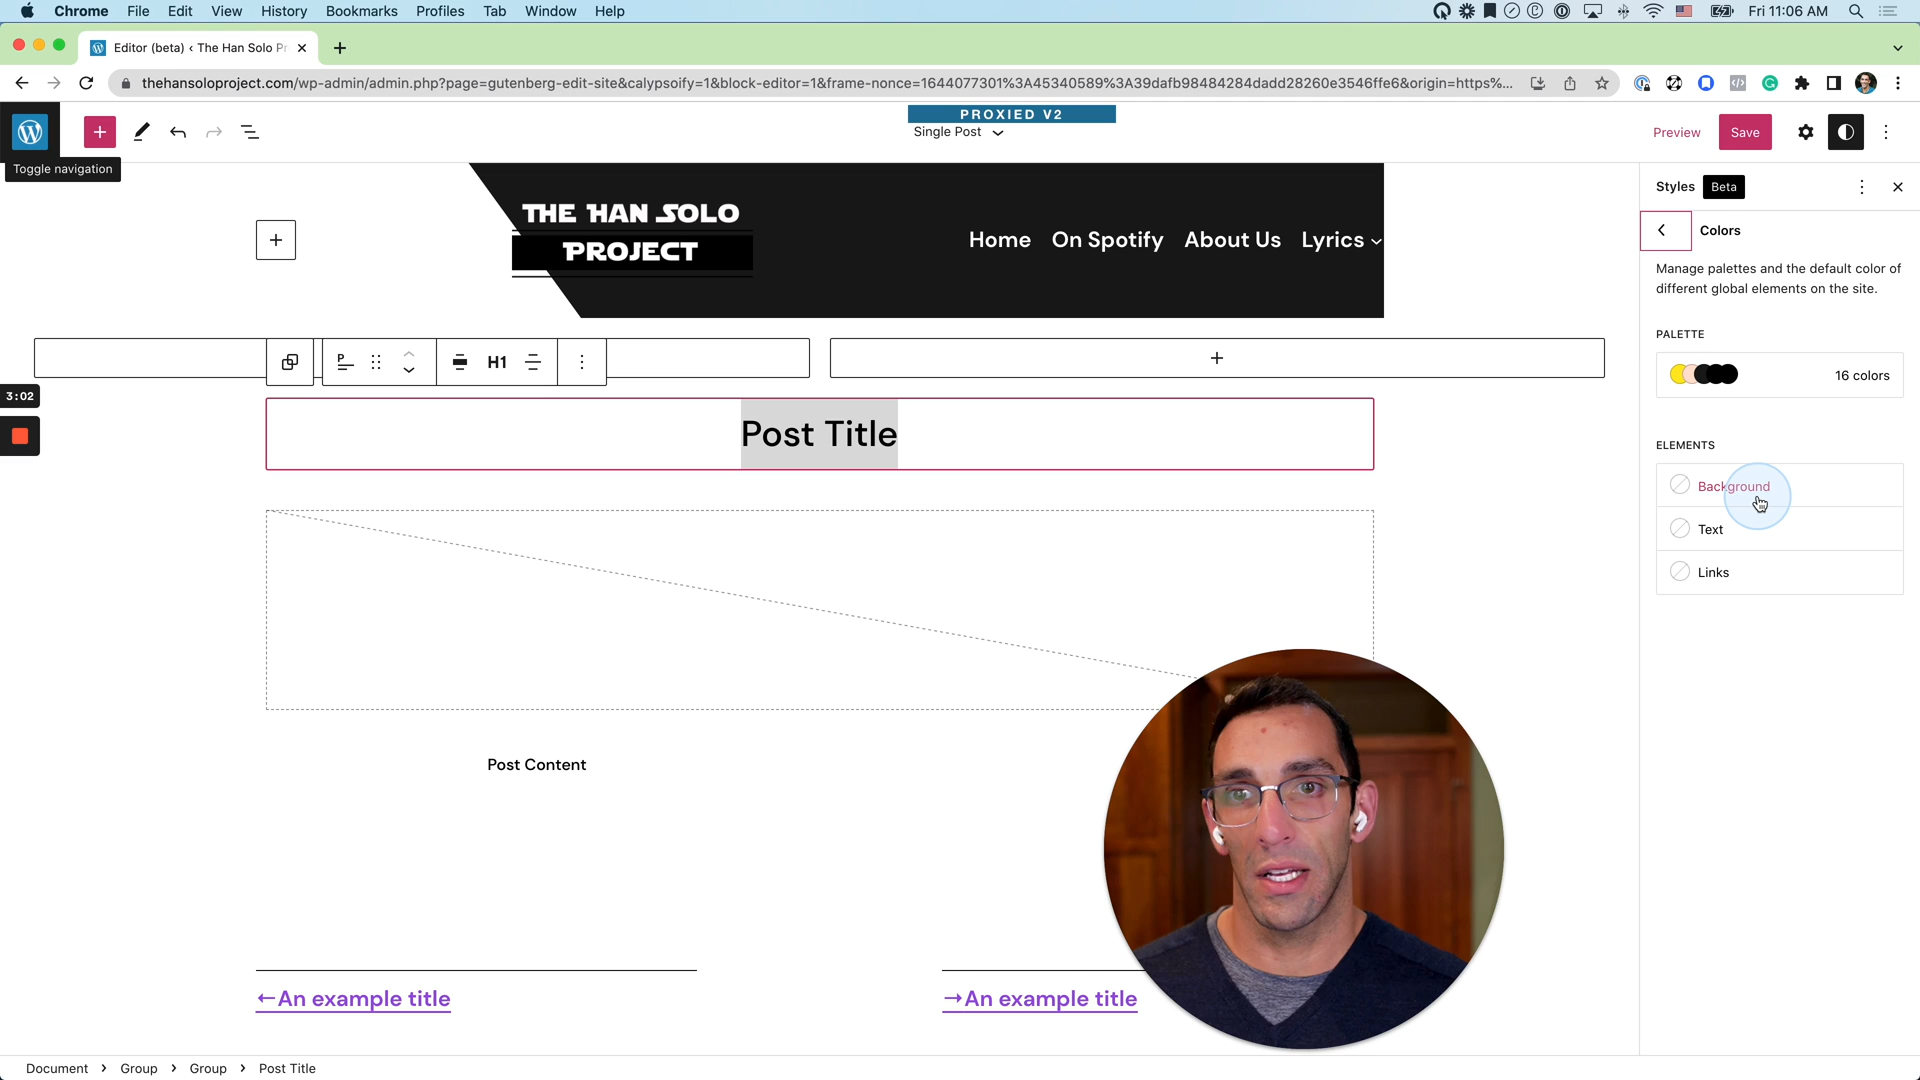 Chrome File Edit View History Bookmarks Profiles Tab Window Help Fri 11:06 AM
Editor (beta) ‹ The Han Solo Pr
thehansoloproject.com/wp-admin/admin.php?page=gutenberg-edit-site&calypsoify=1&block-editor=1&frame-nonce=1644077301%3A45340589%3A39dafb98484284dadd28260e3546ffe6&origin=https%...
PROXIED V2
Single Post
Preview Save
Toggle navigation
Styles Beta
THE HAN SOLO
PROJECT
Home On Spotify About Us Lyrics
Colors
Manage palettes and the default color of
different global elements on the site.
PALETTE
16 colors
H1
3:02
Post Title
ELEMENTS
Background
Text
Links
Post Content
←An example title
→An example title
Document > Group > Group > Post Title